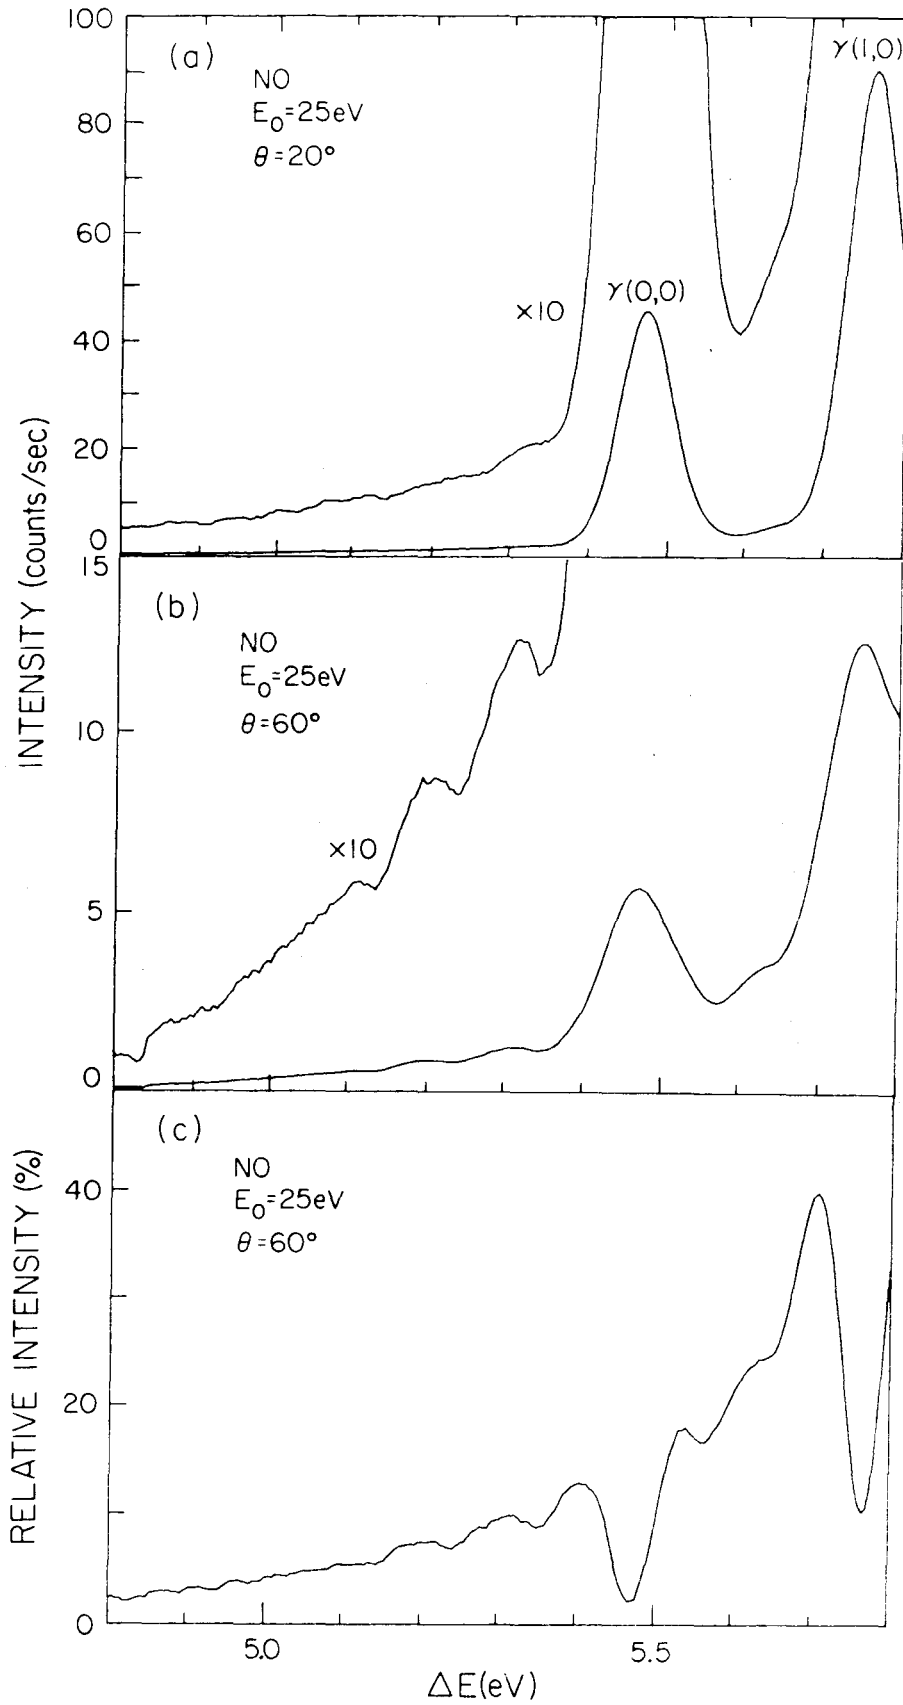 100
80
60
40
20
0
(a)
NO
E₀=25eV
θ=20°
×10
γ(0,0)
γ(1,0)
INTENSITY (counts/sec)
15
10
5
0
(b)
NO
E₀=25eV
θ=60°
×10
(c)
NO
E₀=25eV
θ=60°
RELATIVE INTENSITY (%)
40
20
0
5.0
5.5
ΔE(eV)